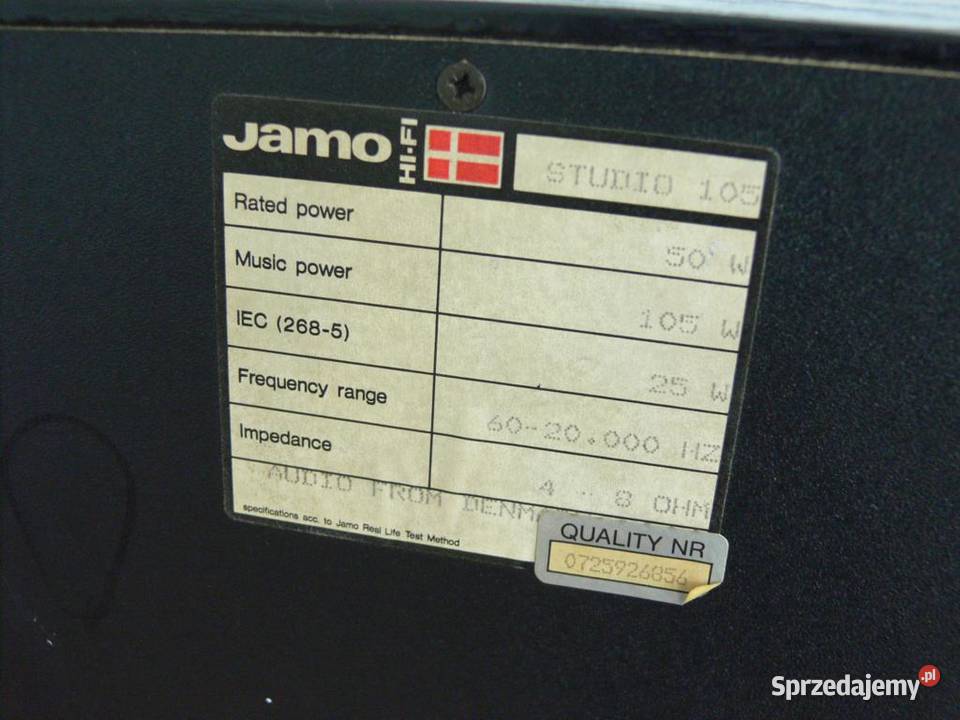 Jamo HI-FI STUDIO 105
Rated power 50 W
Music power 105 W
IEC (268-5) 25 W
Frequency range 60-20.000 HZ
Impedance 4 - 8 OHM
AUDIO FROM
specifications acc. to Jamo Real Life Test Method
QUALITY NR
0725926856
Sprzedajemy.pl